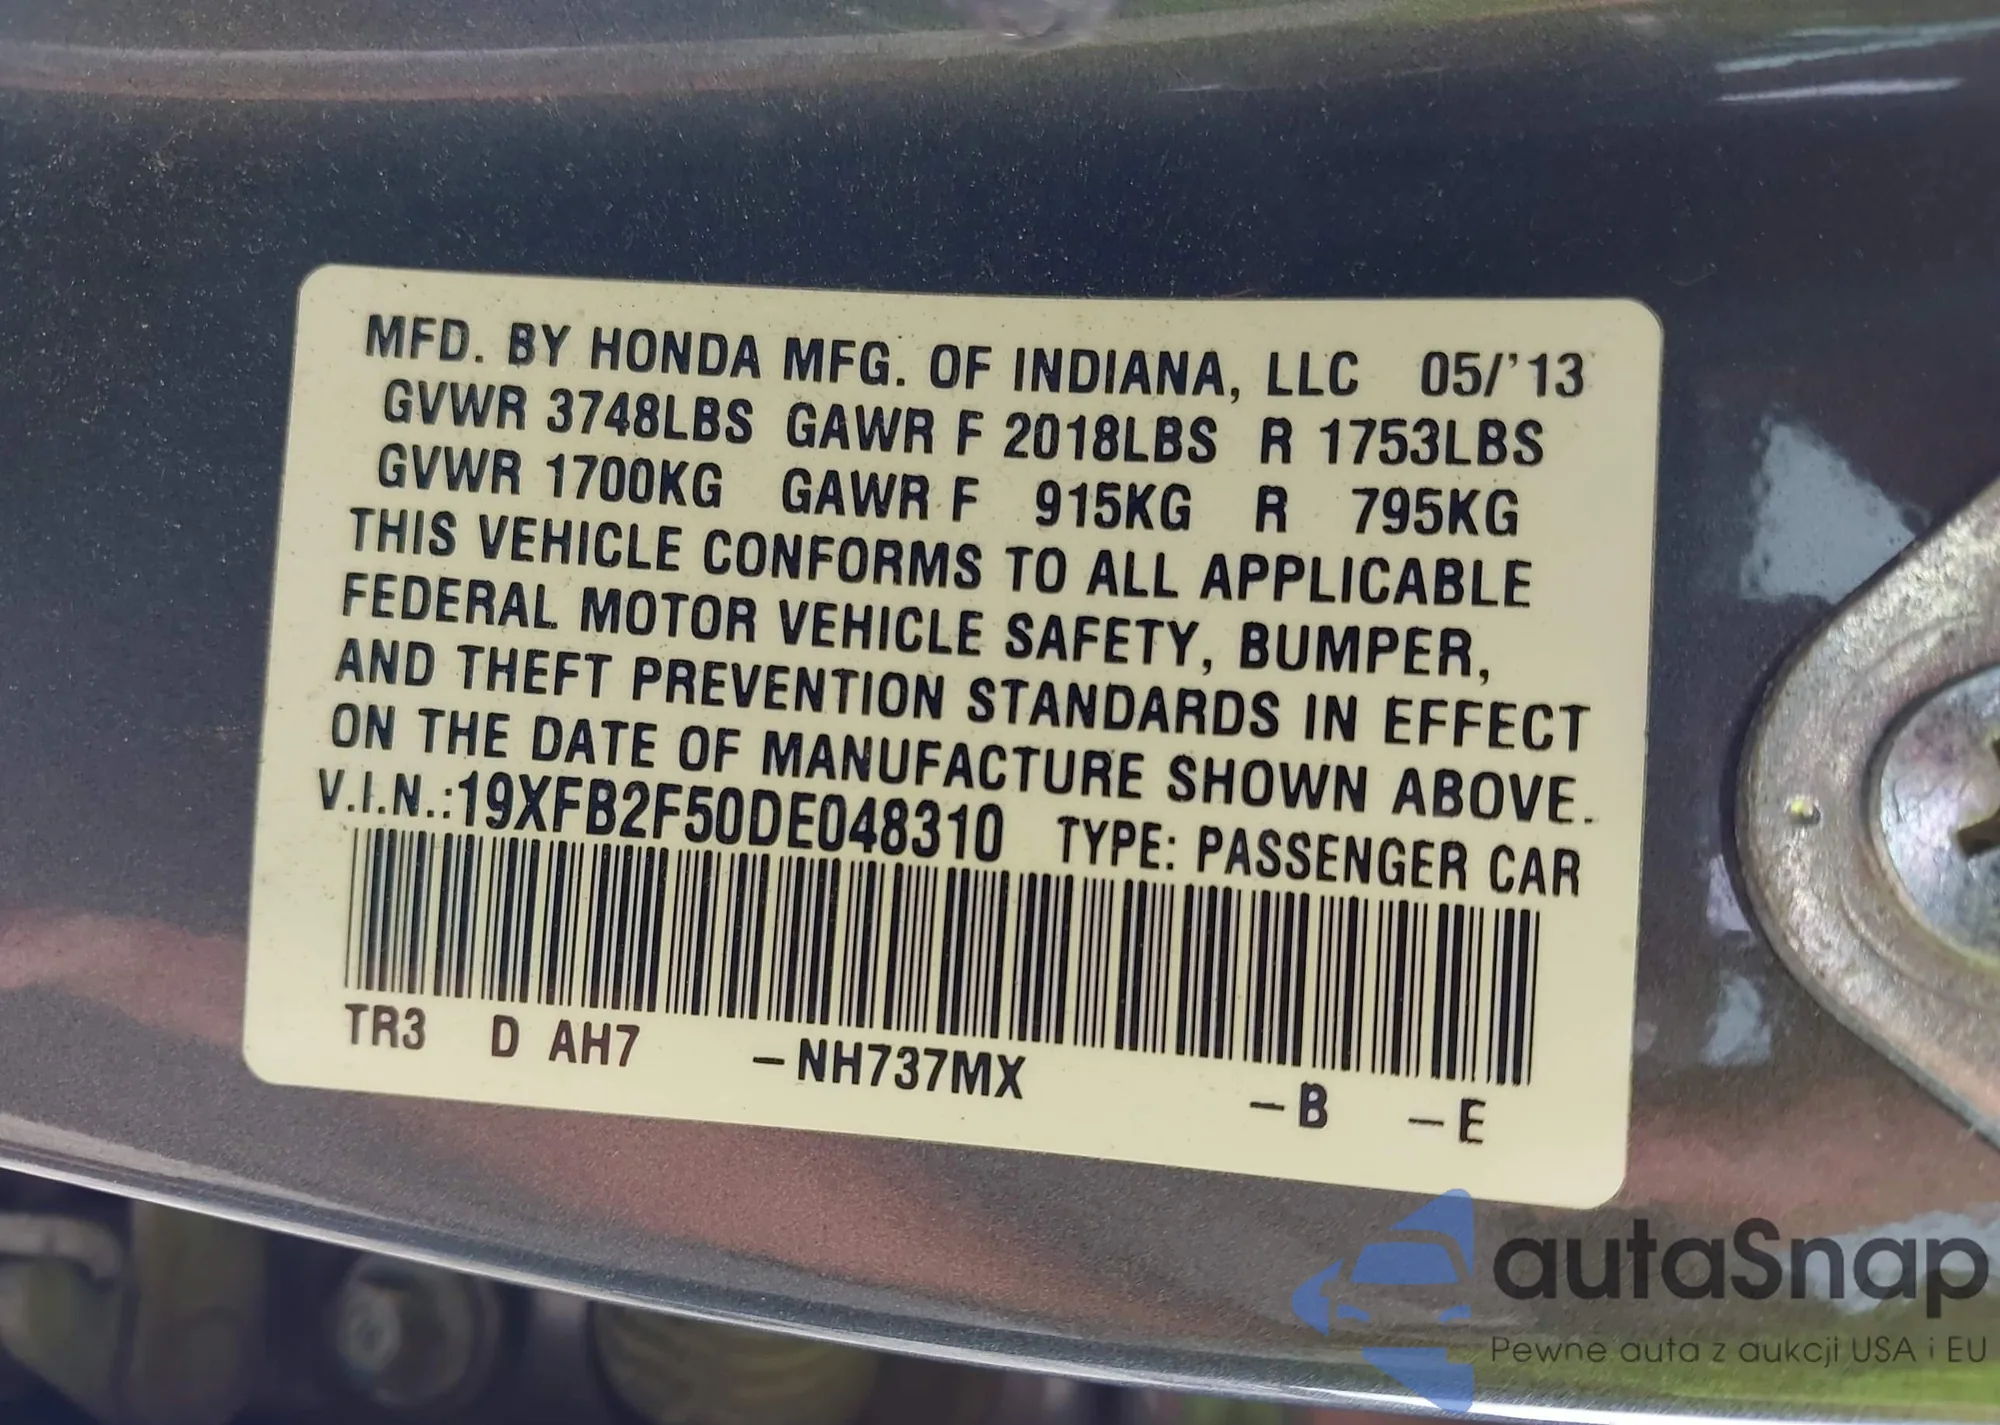 MFD. BY HONDA MFG. OF INDIANA, LLC 05/'13
GVWR 3748LBS GAWR F 2018LBS R 1753LBS
GVWR 1700KG GAWR F 915KG R 795KG
THIS VEHICLE CONFORMS TO ALL APPLICABLE
FEDERAL MOTOR VEHICLE SAFETY, BUMPER,
AND THEFT PREVENTION STANDARDS IN EFFECT
ON THE DATE OF MANUFACTURE SHOWN ABOVE.
V.I.N.:19XFB2F50DE048310 TYPE: PASSENGER CAR
TR3 D AH7 –NH737MX –B –E
autaSnap
Pewne auta z aukcji USA i EU